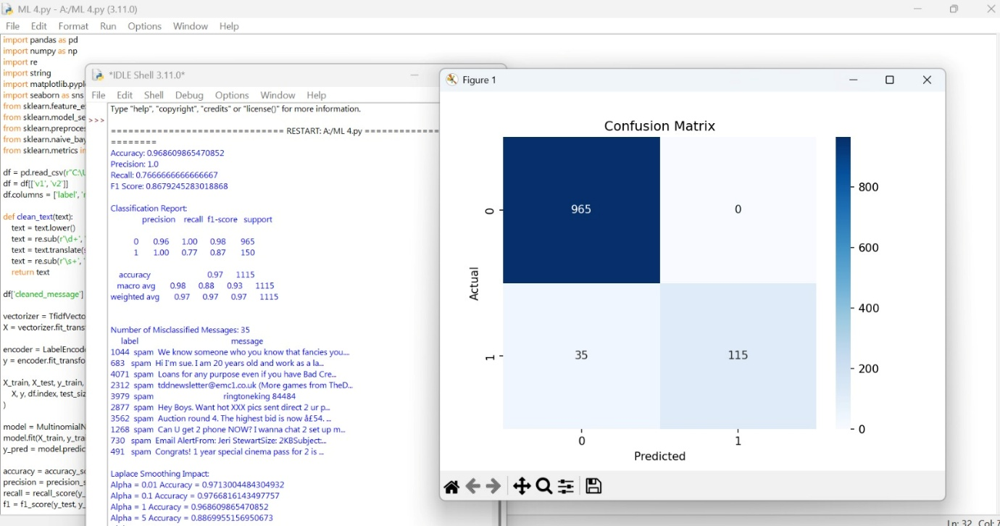 ML 4.py - A:/ML 4.py (3.11.0)
File Edit Format Run Options Window Help
import pandas as pd
import numpy as np
import re
import string
import matplotlib.pypl
import seaborn as sns
from sklearn.feature_e
from sklearn.model_se
from sklearn.preproces
from sklearn.naive_bay
from sklearn.metrics in
df = pd.read_csv(r"C:\U
df = df[['v1', 'v2']]
df.columns = ['label', 'm
def clean_text(text):
text = text.lower()
text = re.sub(r'\d+', '
text = text.translate(s
text = re.sub(r'\s+', '
return text
df['cleaned_message']
vectorizer = TfidfVecto
X = vectorizer.fit_trans
encoder = LabelEncod
y = encoder.fit_transfo
X_train, X_test, y_train,
X, y, df.index, test_siz
)
model = MultinomialN
model.fit(X_train, y_trai
y_pred = model.predic
accuracy = accuracy_sc
precision = precision_s
recall = recall_score(y_
f1 = f1_score(y_test, y_
*IDLE Shell 3.11.0*
File Edit Shell Debug Options Window Help
Type "help", "copyright", "credits" or "license()" for more information.
>>>
============================== RESTART: A:/ML 4.py =============
========
Accuracy: 0.968609865470852
Precision: 1.0
Recall: 0.7666666666666667
F1 Score: 0.8679245283018868
Classification Report:
precision recall f1-score support
0 0.96 1.00 0.98 965
1 1.00 0.77 0.87 150
accuracy 0.97 1115
macro avg 0.98 0.88 0.93 1115
weighted avg 0.97 0.97 0.97 1115
Number of Misclassified Messages: 35
label message
1044 spam We know someone who you know that fancies you....
683 spam Hi I'm sue. I am 20 years old and work as a la...
4071 spam Loans for any purpose even if you have Bad Cre...
2312 spam tddnewsletter@emc1.co.uk (More games from TheD...
3979 spam ringtoneking 84484
2877 spam Hey Boys. Want hot XXX pics sent direct 2 ur p...
3562 spam Auction round 4. The highest bid is now å£54. ...
1268 spam Can U get 2 phone NOW? I wanna chat 2 set up m...
730 spam Email AlertFrom: Jeri StewartSize: 2KBSubject:...
491 spam Congrats! 1 year special cinema pass for 2 is ...
Laplace Smoothing Impact:
Alpha = 0.01 Accuracy = 0.9713004484304932
Alpha = 0.1 Accuracy = 0.9766816143497757
Alpha = 1 Accuracy = 0.968609865470852
Alpha = 5 Accuracy = 0.8869955156950673
Figure 1
Confusion Matrix
965 0
35 115
0
1
Actual
0 1
Predicted
800
600
400
200
0
Ln: 32 Col: 7